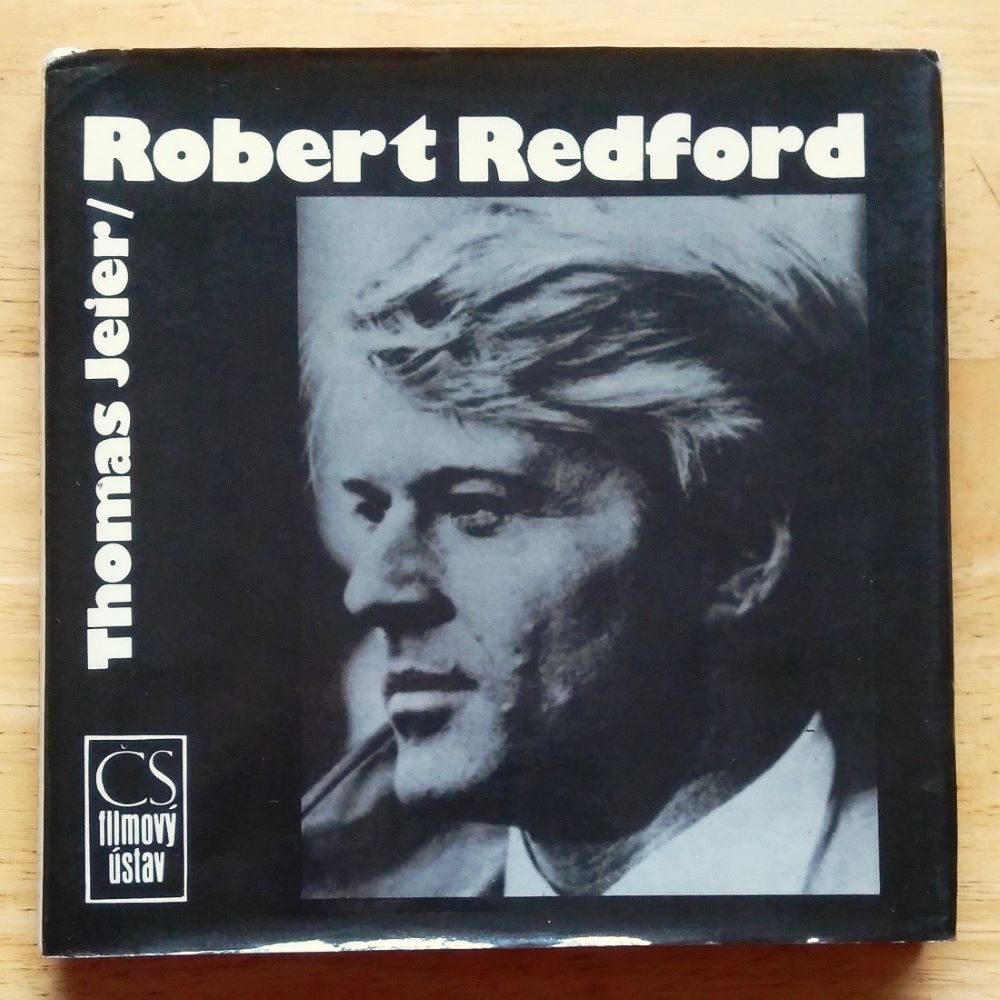 Robert Redford
Thomas Jeier/
ČS
filmový
ústav